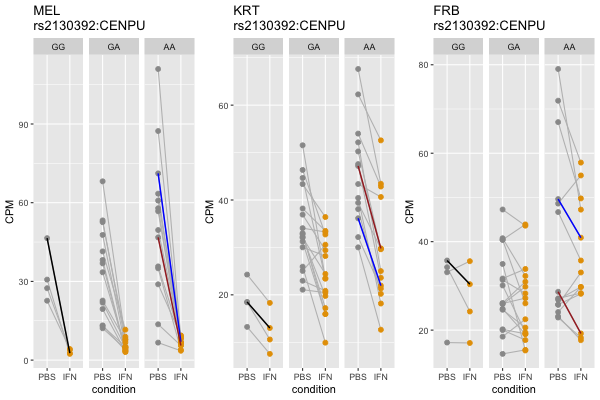 MEL
rs2130392:CENPU
GG GA AA
CPM
90
60
30
0
PBS IFN PBS IFN PBS IFN
condition
KRT
rs2130392:CENPU
GG GA AA
CPM
60
40
20
PBS IFN PBS IFN PBS IFN
condition
FRB
rs2130392:CENPU
GG GA AA
CPM
80
60
40
20
PBS IFN PBS IFN PBS IFN
condition